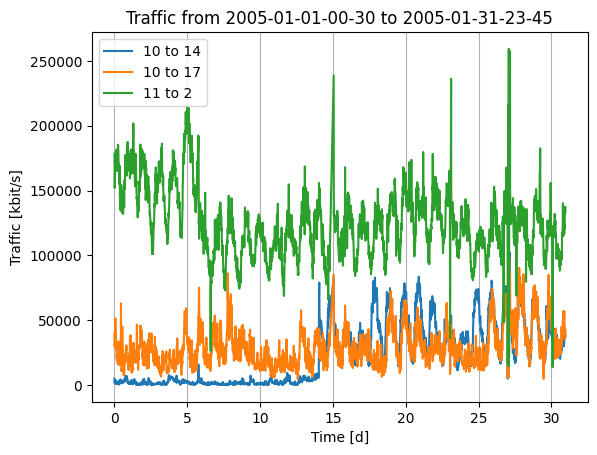 Traffic from 2005-01-01-00-30 to 2005-01-31-23-45
10 to 14
10 to 17
11 to 2
250000
200000
150000
100000
50000
0
Traffic [kbit/s]
0 5 10 15 20 25 30
Time [d]